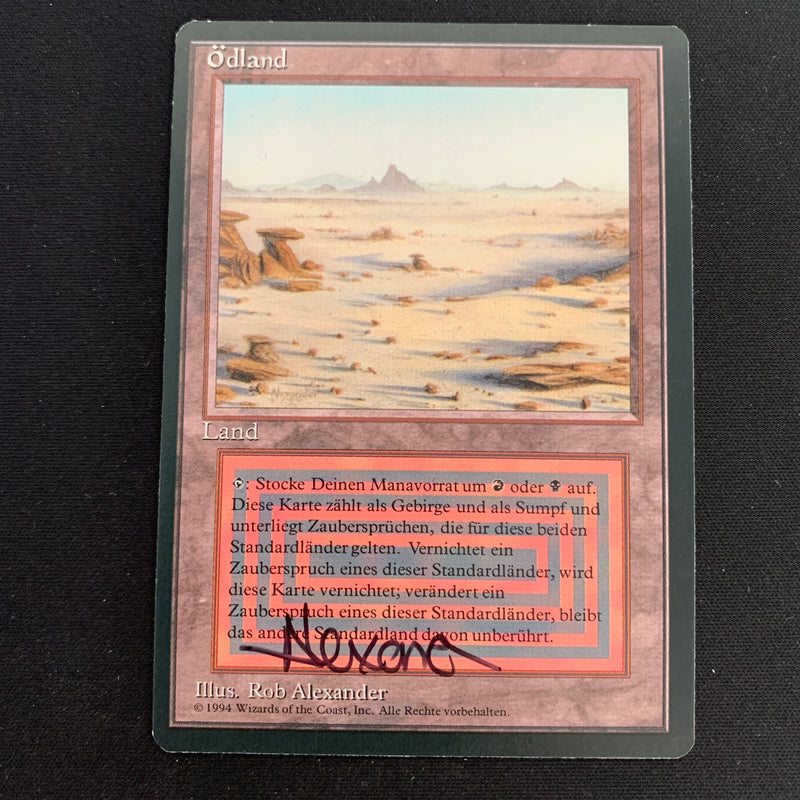 Ödland
Land
: Stocke Deinen Manavorrat um oder auf.
Diese Karte zählt als Gebirge und als Sumpf und
unterliegt Zaubersprüchen, die für diese beiden
Standardländer gelten. Vernichtet ein
Zauberspruch eines dieser Standardländer, wird
diese Karte vernichtet; verändert ein
Zauberspruch eines dieser Standardländer, bleibt
das andere Standardland davon unberührt.
Illus. Rob Alexander
© 1994 Wizards of the Coast, Inc. Alle Rechte vorbehalten.